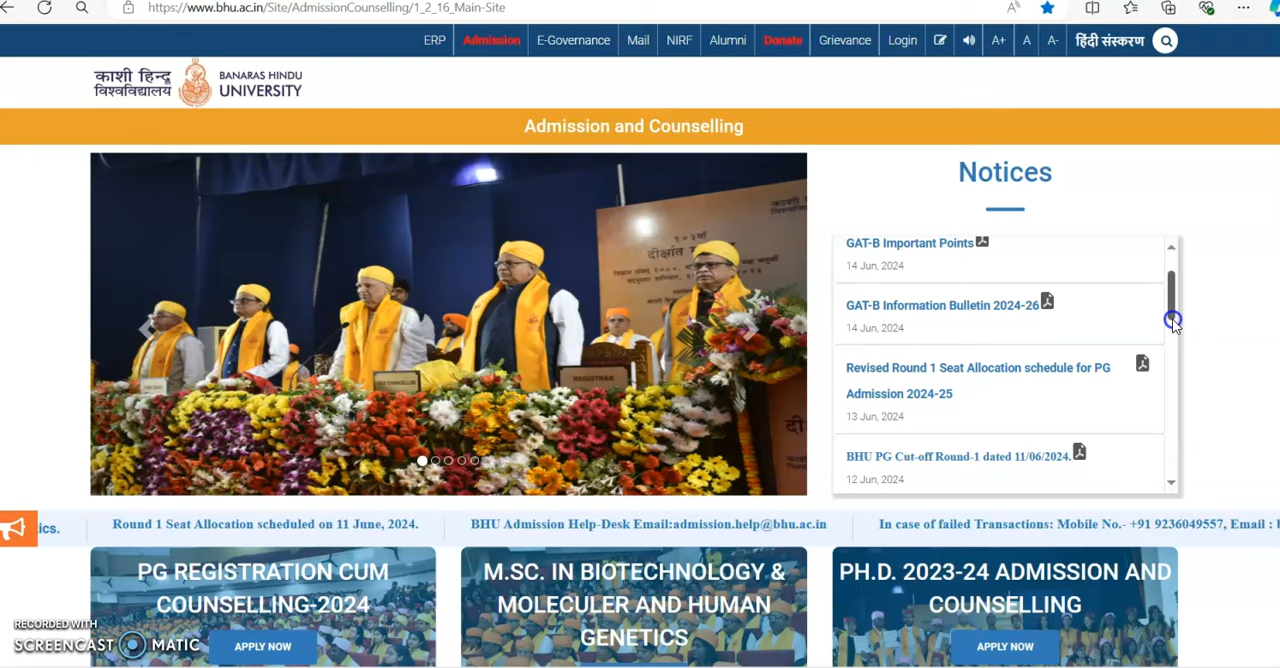 https://www.bhu.ac.in/Site/AdmissionCounselling/1_2_16_Main-Site
ERP Admission E-Governance Mail NIRF Alumni Donate Grievance Login A+ A A- हिंदी संस्करण
काशी हिन्दू
विश्वविद्यालय
BANARAS HINDU
UNIVERSITY
Admission and Counselling
Notices
GAT-B Important Points
14 Jun, 2024
GAT-B Information Bulletin 2024-26
14 Jun, 2024
Revised Round 1 Seat Allocation schedule for PG
Admission 2024-25
13 Jun, 2024
BHU PG Cut-off Round-1 dated 11/06/2024.
12 Jun, 2024
REGISTRAR
tics. Round 1 Seat Allocation scheduled on 11 June, 2024. BHU Admission Help-Desk Email:admission.help@bhu.ac.in In case of failed Transactions: Mobile No.- +91 9236049557, Email : b
PG REGISTRATION CUM
COUNSELLING-2024
APPLY NOW
M.SC. IN BIOTECHNOLOGY &
MOLECULER AND HUMAN
GENETICS
PH.D. 2023-24 ADMISSION AND
COUNSELLING
APPLY NOW
RECORDED WITH
SCREENCAST MATIC